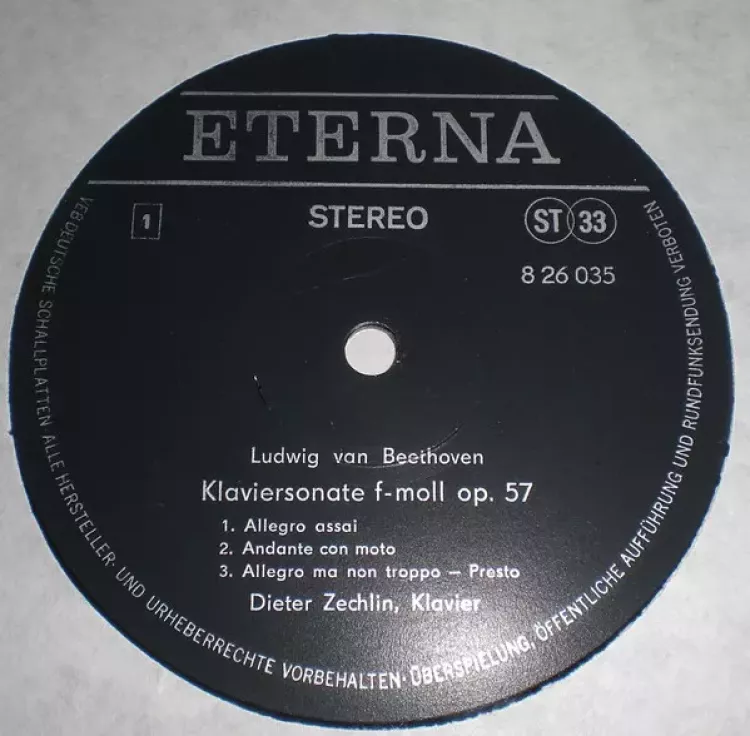 ETERNA
1 STEREO ST 33
8 26 035
Ludwig van Beethoven
Klaviersonate f-moll op. 57
1. Allegro assai
2. Andante con moto
3. Allegro ma non troppo – Presto
Dieter Zechlin, Klavier
VEB DEUTSCHE SCHALLPLATTEN ALLE HERSTELLER- UND URHEBERRECHTE VORBEHALTEN · ÜBERSPIELUNG, ÖFFENTLICHE AUFFÜHRUNG UND RUNDFUNKSENDUNG VERBOTEN